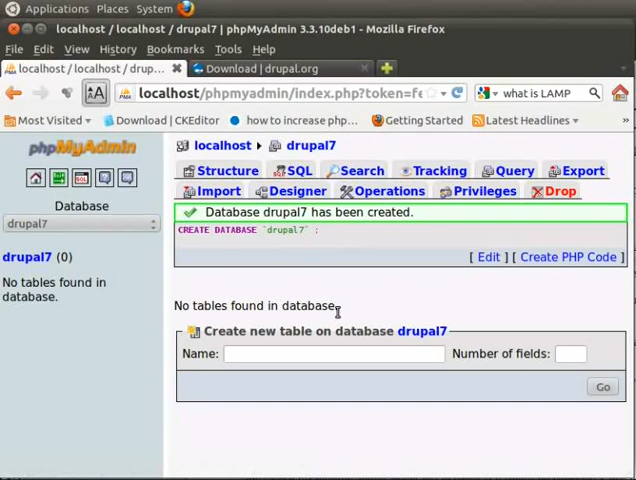 Applications Places System
localhost / localhost / drupal7 | phpMyAdmin 3.3.10deb1 - Mozilla Firefox
File Edit View History Bookmarks Tools Help
localhost / localhost / drup... Download | drupal.org
localhost/phpmyadmin/index.php?token=fe what is LAMP
Most Visited Download | CKEditor how to increase php... Getting Started Latest Headlines »
phpMyAdmin
localhost drupal7
Structure SQL Search Tracking Query Export
Import Designer Operations Privileges Drop
Database
drupal7
Database drupal7 has been created.
CREATE DATABASE `drupal7` ;
[ Edit ] [ Create PHP Code ]
drupal7 (0)
No tables found in
database.
No tables found in database.
Create new table on database drupal7
Name: Number of fields:
Go